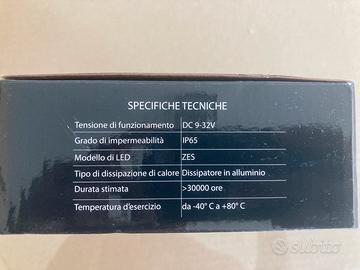 SPECIFICHE TECNICHE
Tensione di funzionamento DC 9-32V
Grado di impermeabilità IP65
Modello di LED ZES
Tipo di dissipazione di calore Dissipatore in alluminio
Durata stimata >30000 ore
Temperatura d'esercizio da -40° C a +80° C
subito